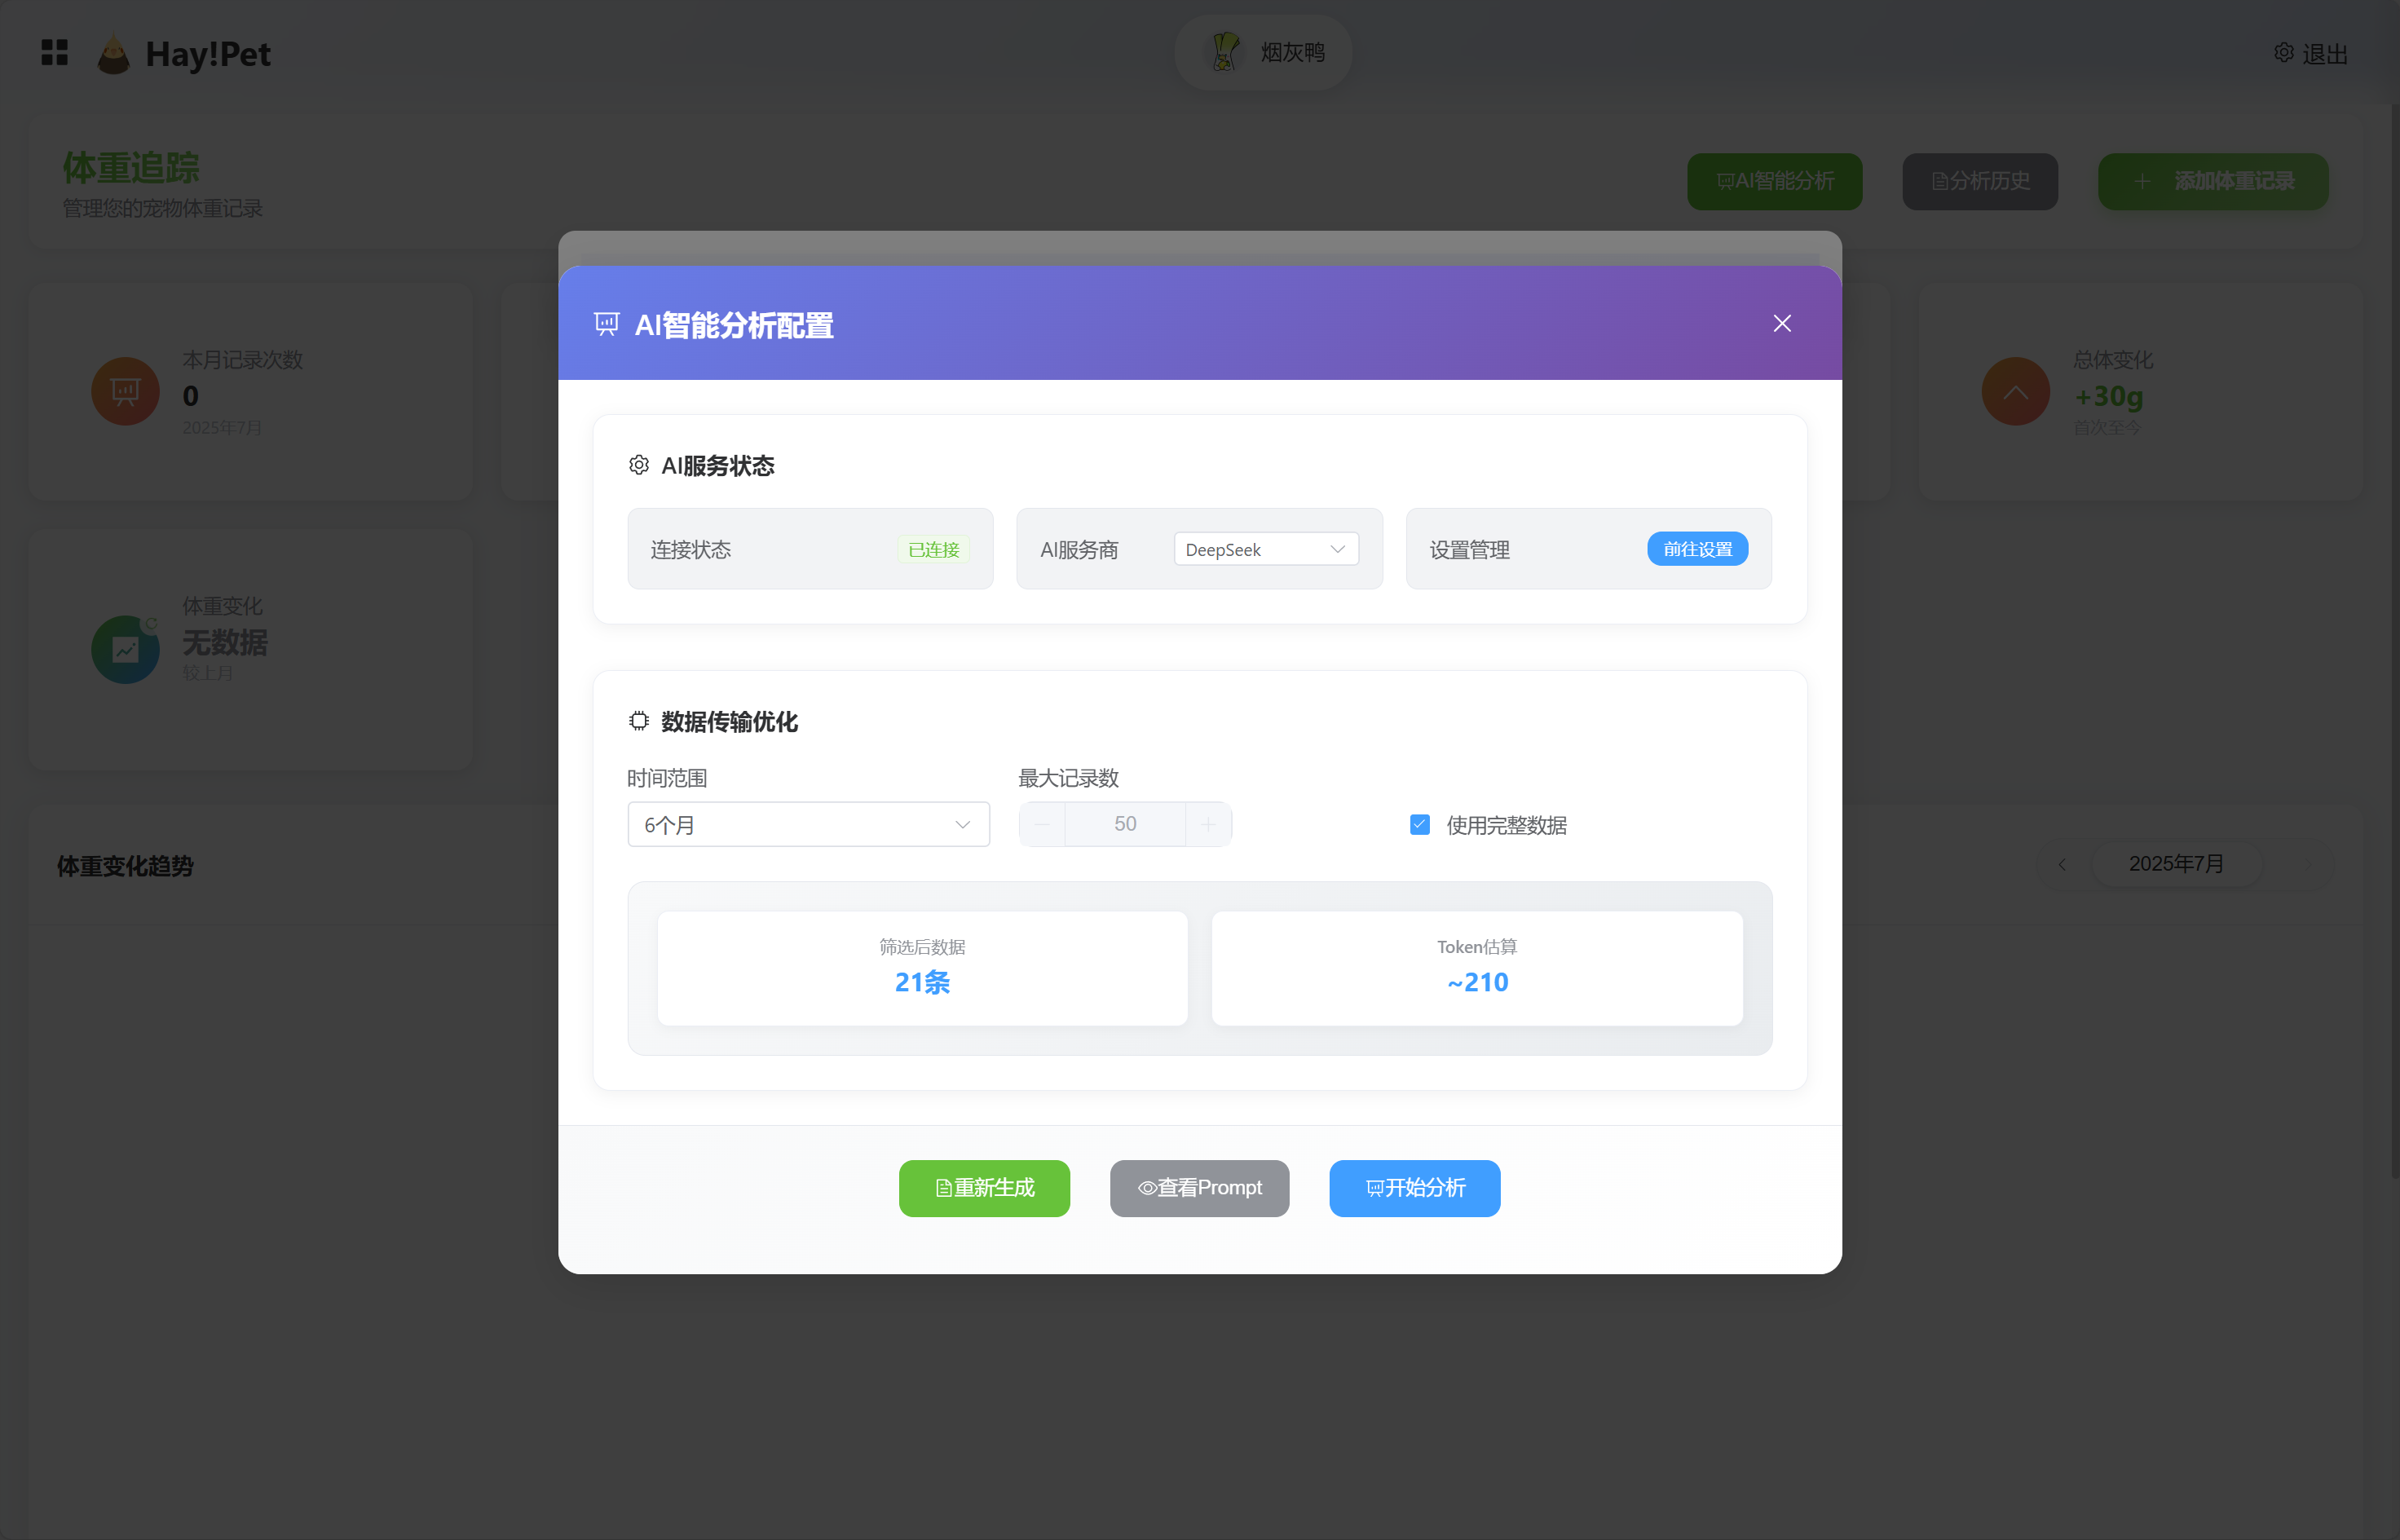 Hay!Pet
烟灰鸭
退出
体重追踪
管理您的宠物体重记录
AI智能分析
分析历史
添加体重记录
本月记录次数
0
2025年7月
总体变化
+30g
首次至今
体重变化
无数据
较上月
体重变化趋势
2025年7月
AI智能分析配置
AI服务状态
连接状态
已连接
AI服务商
DeepSeek
设置管理
前往设置
数据传输优化
时间范围
最大记录数
6个月
50
使用完整数据
筛选后数据
21条
Token估算
~210
重新生成
查看Prompt
开始分析